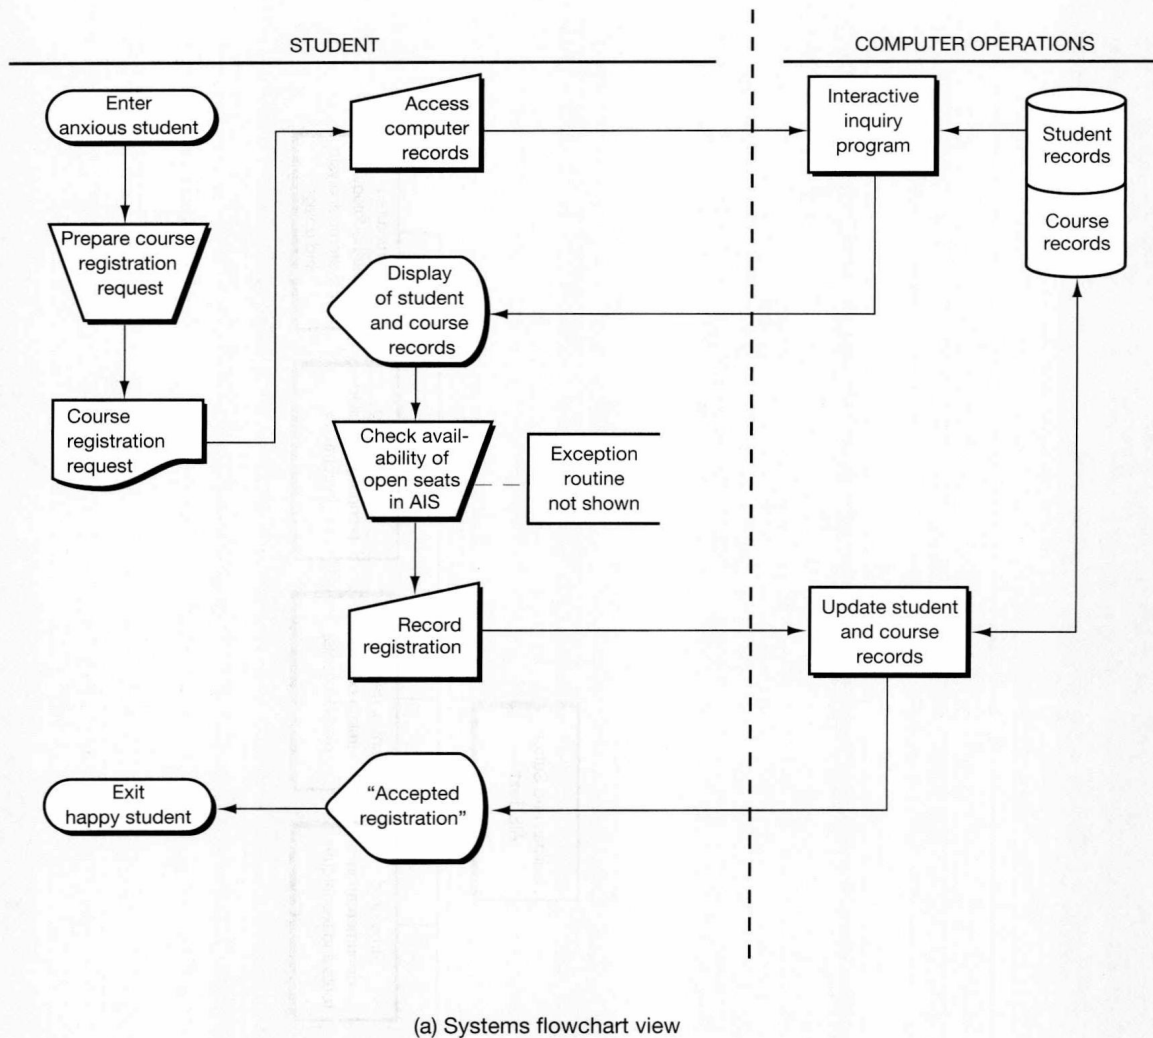 STUDENT
COMPUTER OPERATIONS
Enter
anxious student
Access
computer
records
Interactive
inquiry
program
Student
records
Course
records
Prepare course
registration
request
Display
of student
and course
records
Course
registration
request
Check avail-
ability of
open seats
in AIS
Exception
routine
not shown
Record
registration
Update student
and course
records
Exit
happy student
“Accepted
registration”
(a) Systems flowchart view